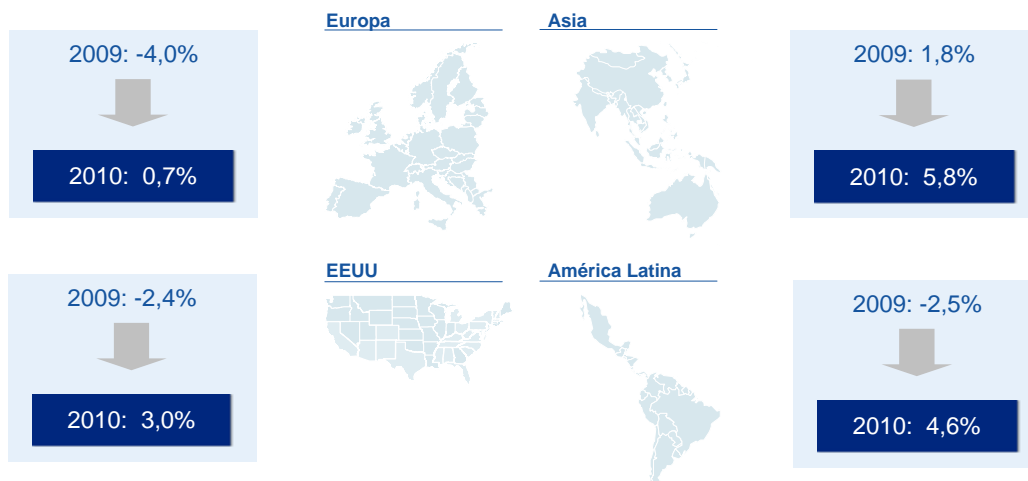 Europa
Asia
2009: -4,0%
2009: 1,8%
2010: 0,7%
2010: 5,8%
EEUU
América Latina
2009: -2,4%
2009: -2,5%
2010: 3,0%
2010: 4,6%